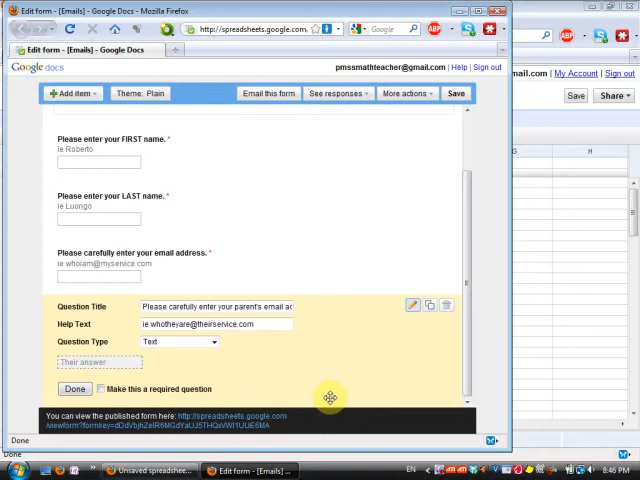 Edit form - [Emails] - Google Docs - Mozilla Firefox
http://spreadsheets.google.com
Google
ABP
Edit form - [Emails] - Google Docs
Google docs
pmssmathteacher@gmail.com | Help | Sign out
ail.com | My Account | Sign out
Add item
Theme: Plain
Email this form
See responses
More actions
Save
Save
Share
G
H
Please enter your FIRST name. *
ie Roberto
Please enter your LAST name. *
ie Luongo
Please carefully enter your email address. *
ie whoiam@myservice.com
Question Title
Please carefully enter your parent's email ad
Help Text
ie whotheyare@theirservice.com
Question Type
Text
Their answer
Done
Make this a required question
You can view the published form here: http://spreadsheets.google.com
Done
Done
Unsaved spreadshee...
Edit form - [Emails] ...
EN
8:46 PM